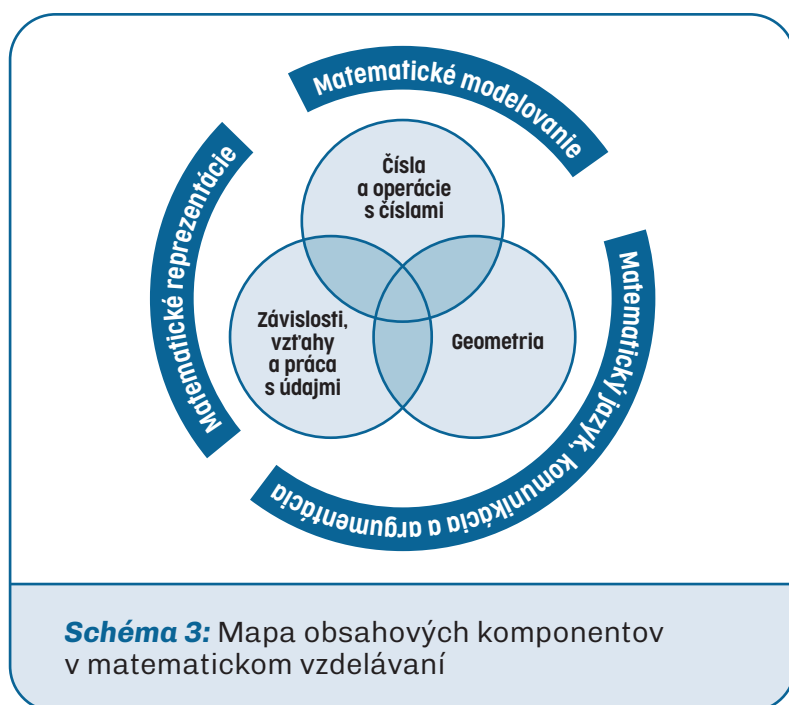 Matematické modelovanie
Matematické reprezentácie
Matematický jazyk, komunikácia a argumentácia
Čísla
a operácie
s číslami
Závislosti,
vzťahy
a práca
s údajmi
Geometria
Schéma 3: Mapa obsahových komponentov
v matematickom vzdelávaní